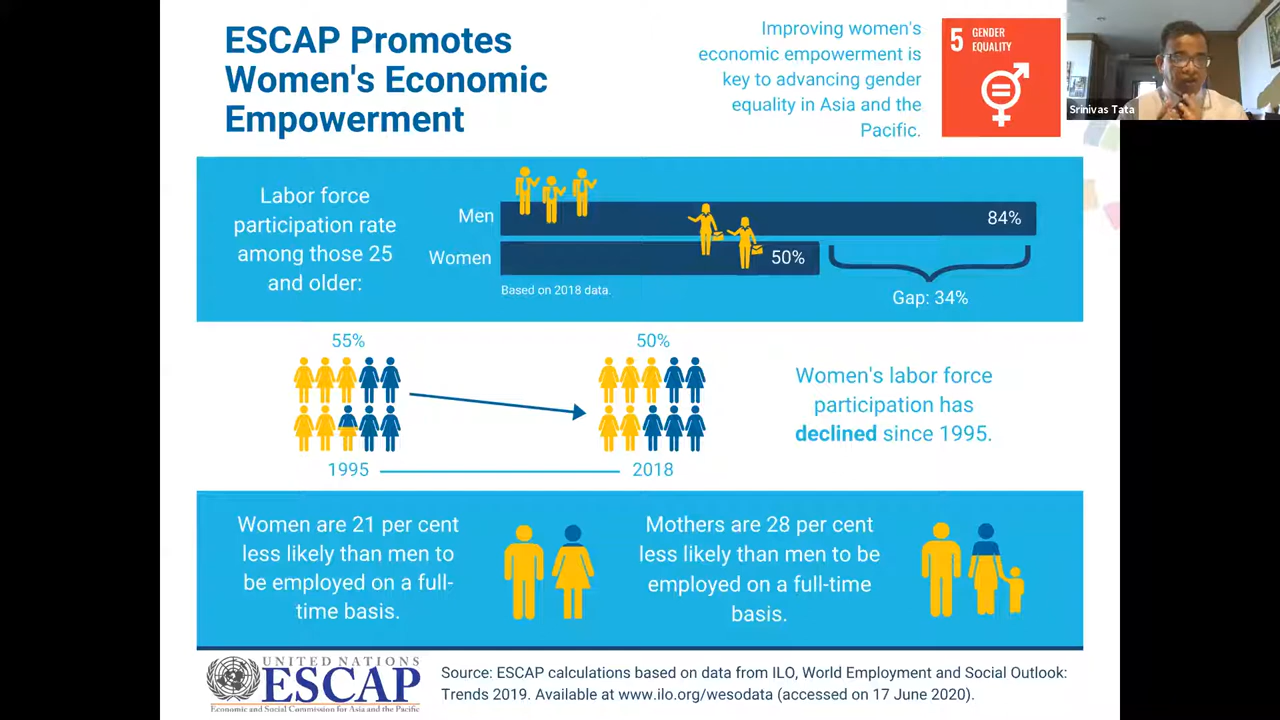 ESCAP Promotes
Women's Economic
Empowerment
Improving women's
economic empowerment is
key to advancing gender
equality in Asia and the
Pacific.
5 GENDER
EQUALITY
Srinivas Tata
Labor force
participation rate
among those 25
and older:
Men
84%
Women
50%
Based on 2018 data.
Gap: 34%
55%
50%
1995
2018
Women's labor force
participation has
declined since 1995.
Women are 21 per cent
less likely than men to
be employed on a full-
time basis.
Mothers are 28 per cent
less likely than men to be
employed on a full-time
basis.
UNITED NATIONS
ESCAP
Economic and Social Commission for Asia and the Pacific
Source: ESCAP calculations based on data from ILO, World Employment and Social Outlook:
Trends 2019. Available at www.ilo.org/wesodata (accessed on 17 June 2020).